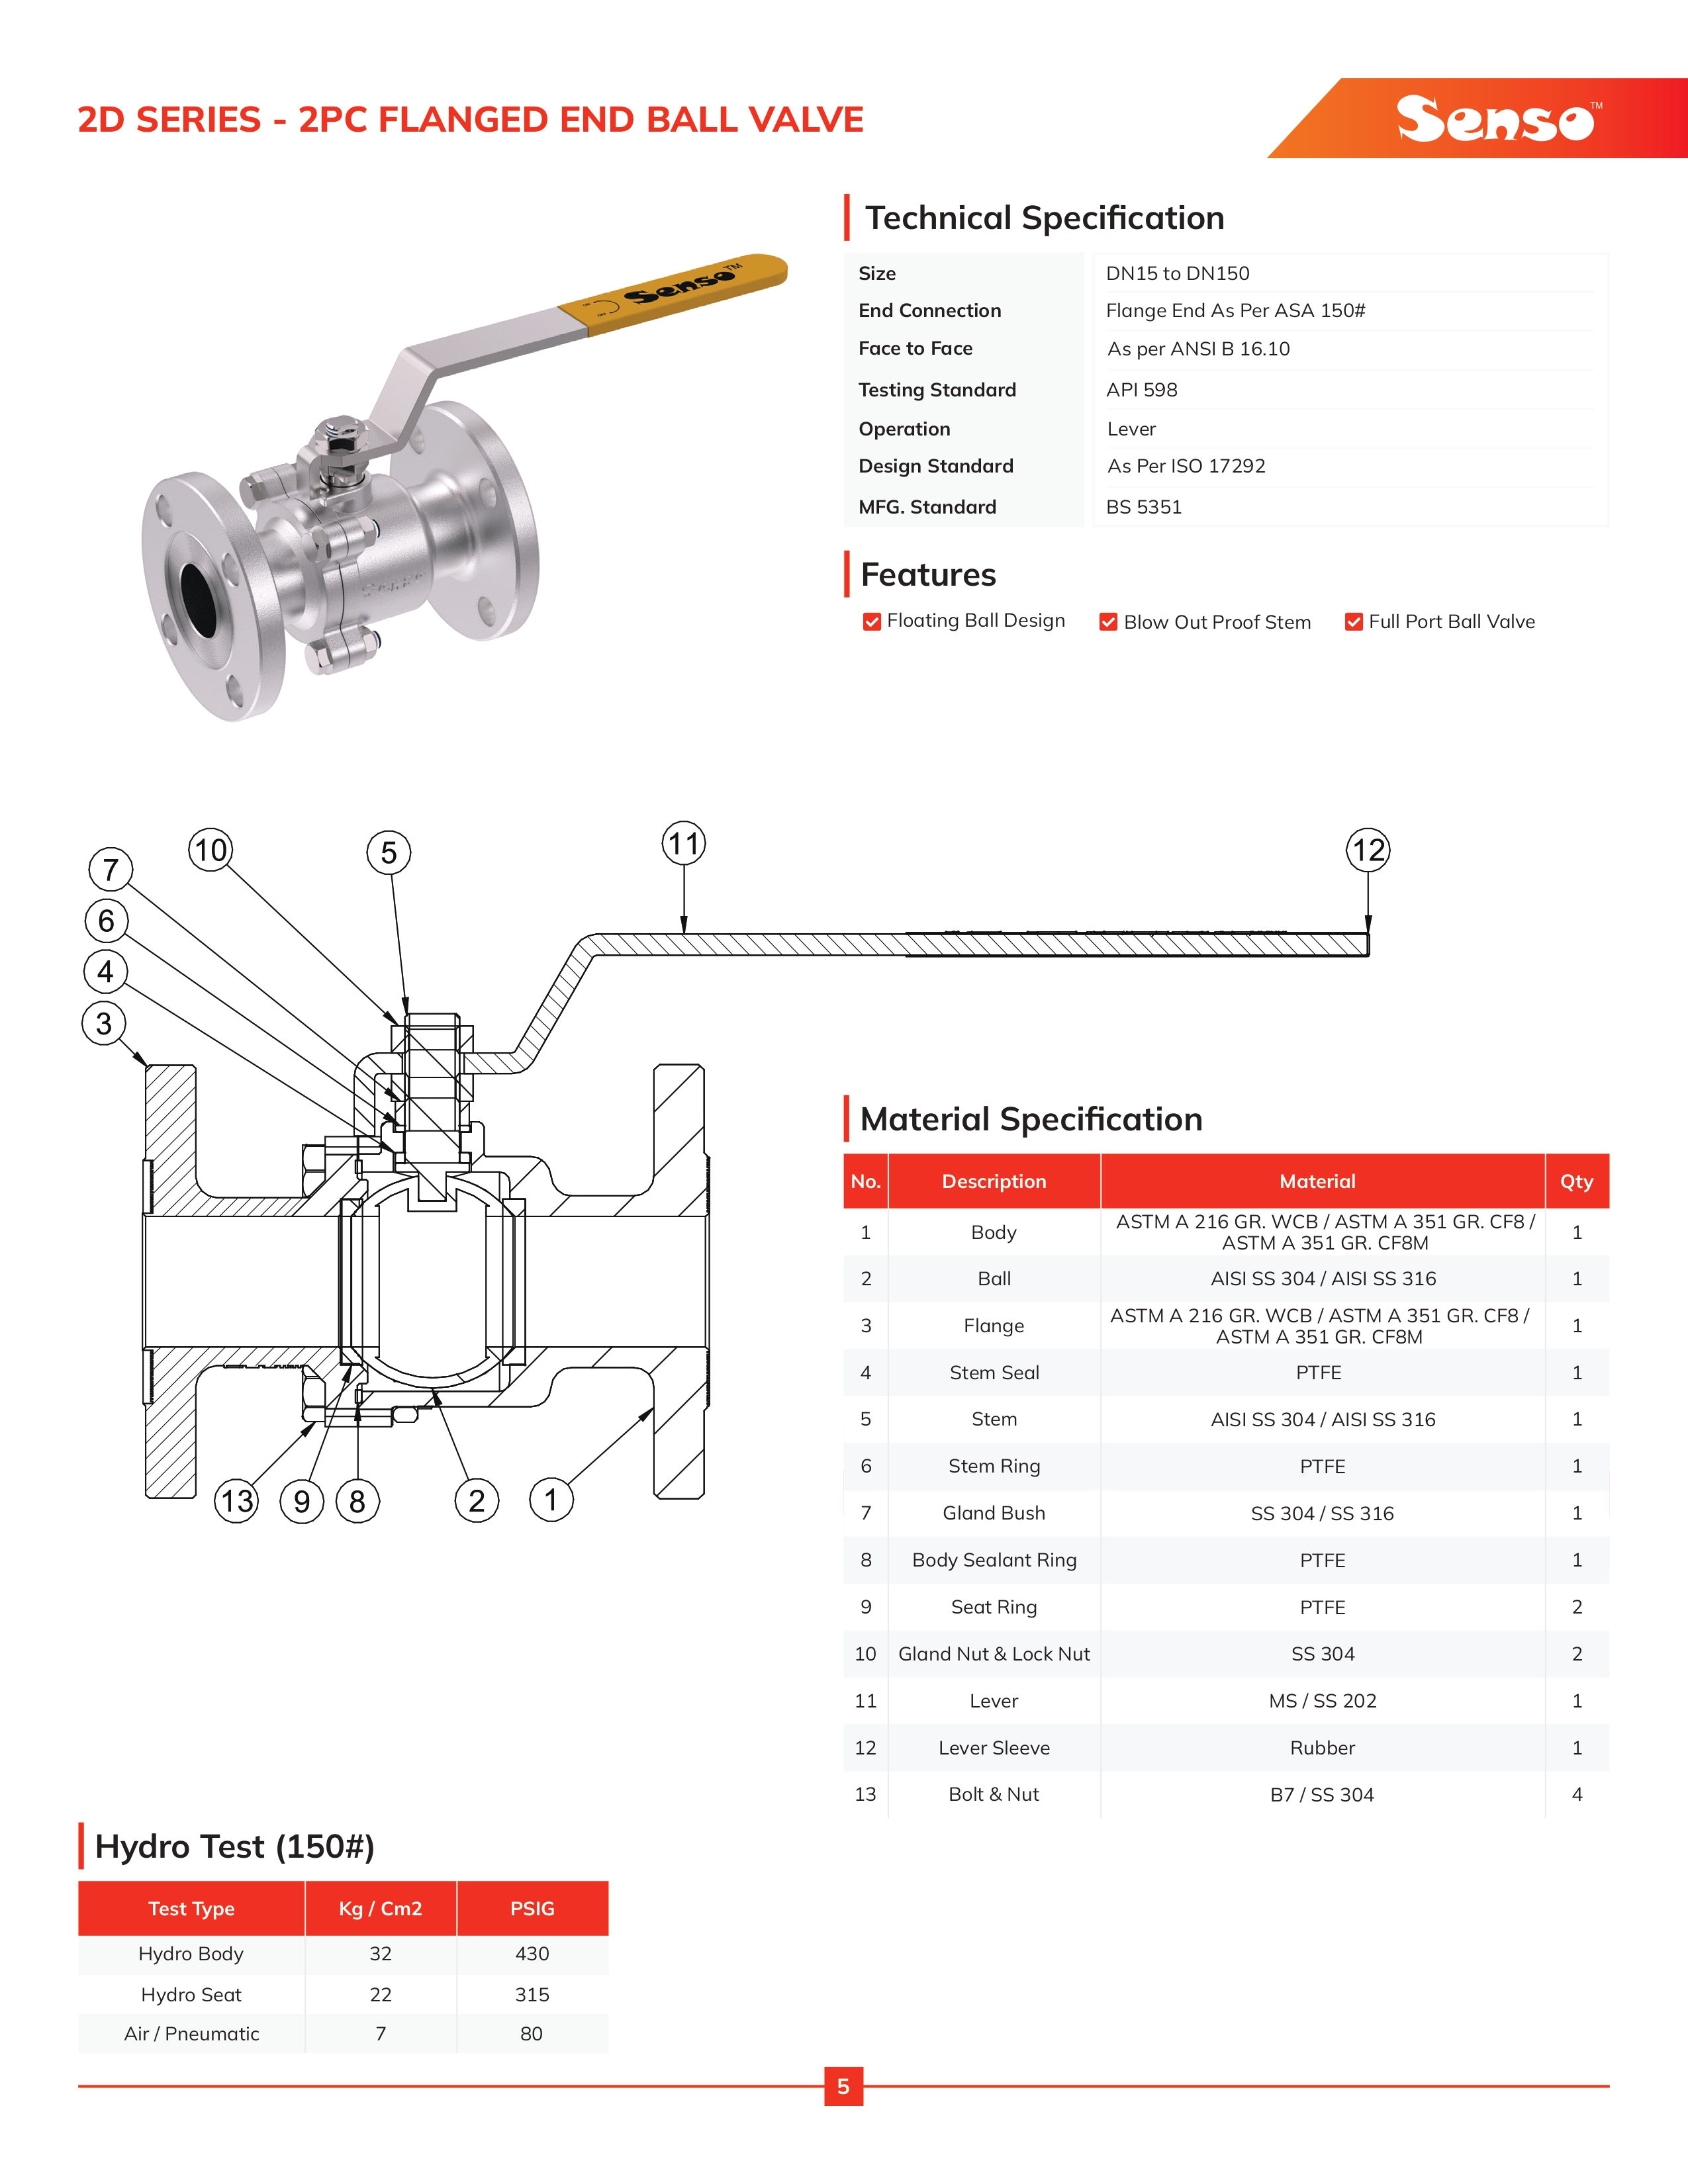 2D SERIES - 2PC FLANGED END BALL VALVE
Senso™
Senso™
Technical Specification
Size DN15 to DN150
End Connection Flange End As Per ASA 150#
Face to Face As per ANSI B 16.10
Testing Standard API 598
Operation Lever
Design Standard As Per ISO 17292
MFG. Standard BS 5351
Features
Floating Ball Design Blow Out Proof Stem Full Port Ball Valve
10 5 11 12
7
6
4
3
13 9 8 2 1
Material Specification
No. Description Material Qty
1 Body ASTM A 216 GR. WCB / ASTM A 351 GR. CF8 /
ASTM A 351 GR. CF8M 1
2 Ball AISI SS 304 / AISI SS 316 1
3 Flange ASTM A 216 GR. WCB / ASTM A 351 GR. CF8 /
ASTM A 351 GR. CF8M 1
4 Stem Seal PTFE 1
5 Stem AISI SS 304 / AISI SS 316 1
6 Stem Ring PTFE 1
7 Gland Bush SS 304 / SS 316 1
8 Body Sealant Ring PTFE 1
9 Seat Ring PTFE 2
10 Gland Nut & Lock Nut SS 304 2
11 Lever MS / SS 202 1
12 Lever Sleeve Rubber 1
13 Bolt & Nut B7 / SS 304 4
Hydro Test (150#)
Test Type Kg / Cm2 PSIG
Hydro Body 32 430
Hydro Seat 22 315
Air / Pneumatic 7 80
5